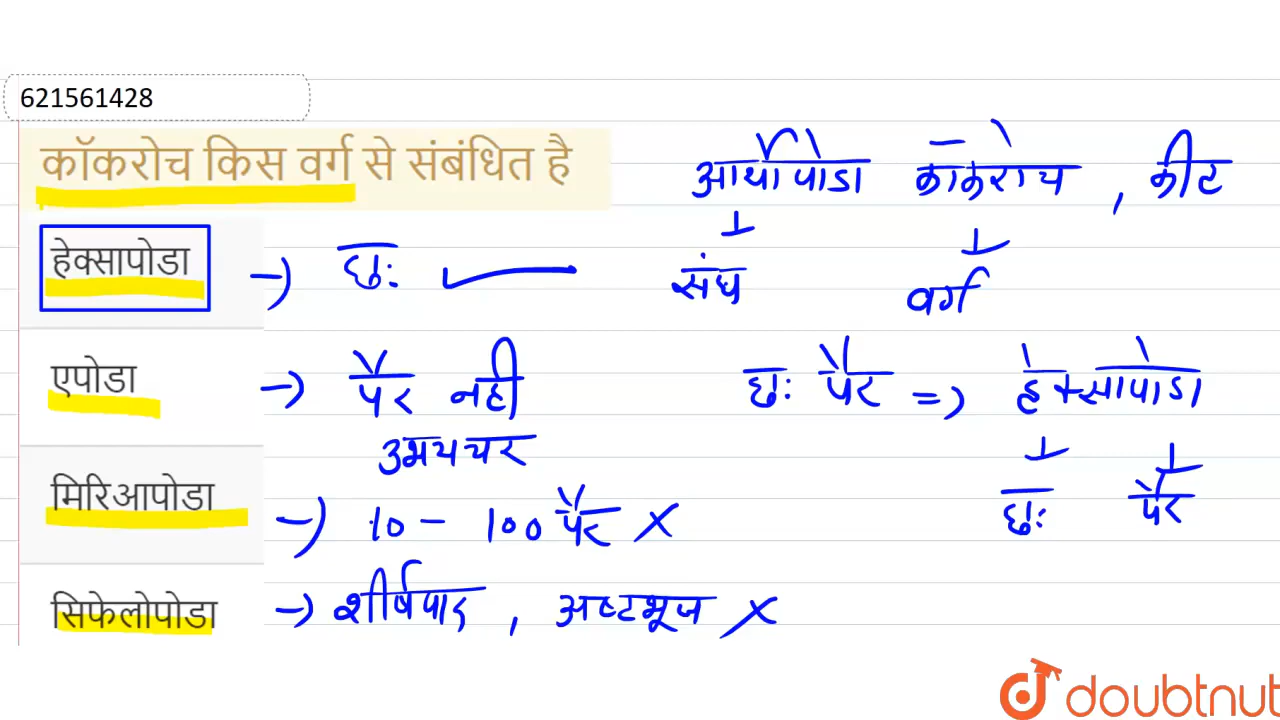 621561428
कॉकरोच किस वर्ग से संबंधित है
आर्थोपोडा कॉकरोच , कीट
संघ वर्ग
हेक्सापोडा → छः
एपोडा → पैर नही
उभयचर
छः पैर => हेक्सापोडा
छः पैर
मिरिआपोडा → 10 - 100 पैर ×
सिफेलोपोडा → शीर्षपाद , अष्टभूज ×
doubtnut